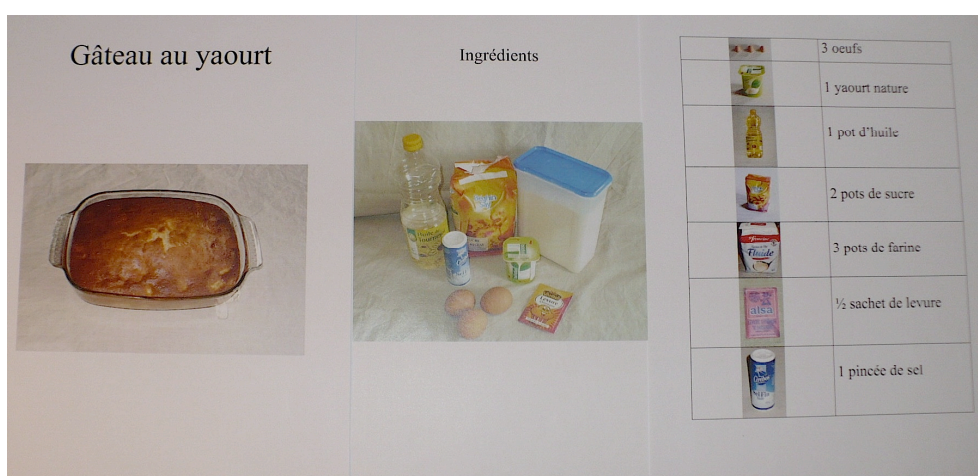 Gâteau au yaourt
Ingrédients
3 oeufs
1 yaourt nature
1 pot d'huile
2 pots de sucre
3 pots de farine
½ sachet de levure
alsa
1 pincée de sel